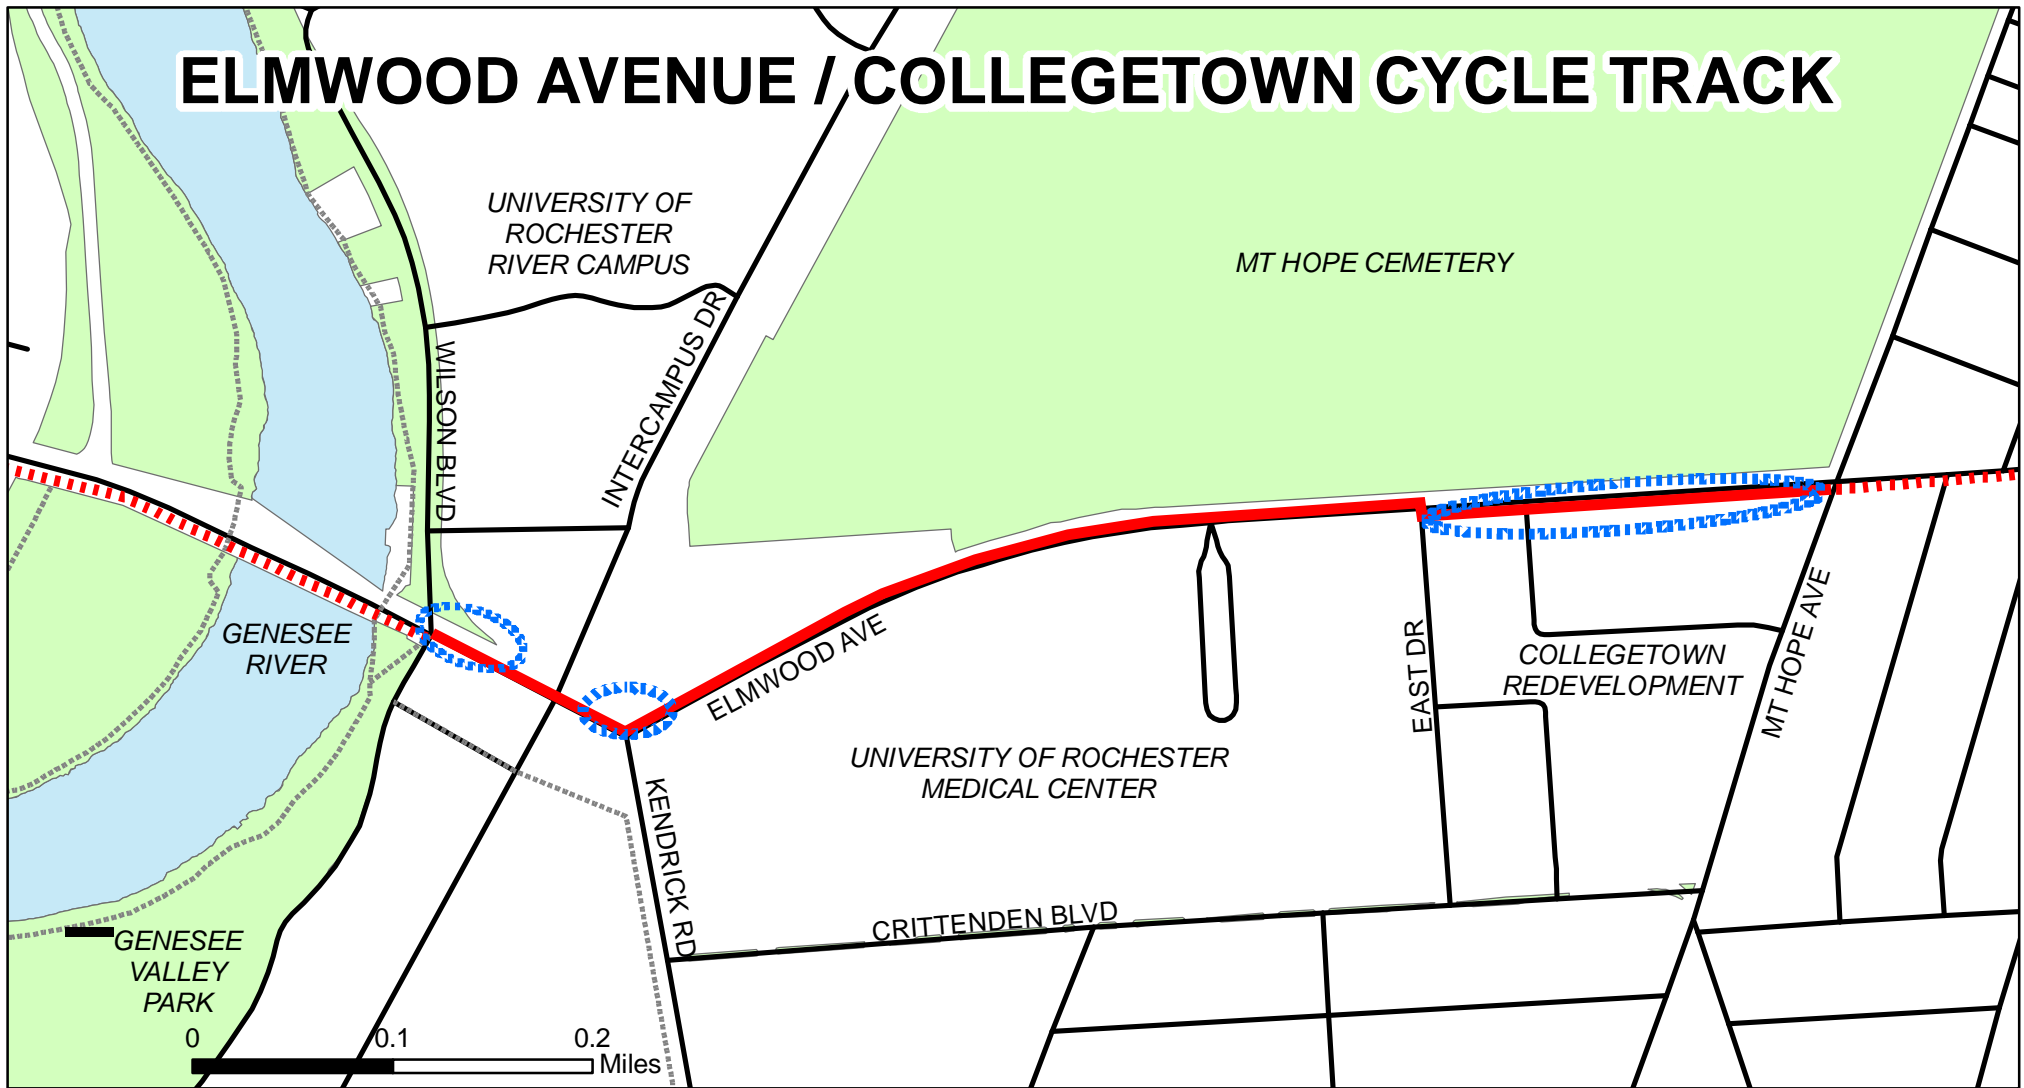 ELMWOOD AVENUE / COLLEGETOWN CYCLE TRACK
UNIVERSITY OF
ROCHESTER
RIVER CAMPUS
MT HOPE CEMETERY
INTERCAMPUS DR
WILSON BLVD
GENESEE
RIVER
ELMWOOD AVE
EAST DR
COLLEGETOWN
REDEVELOPMENT
MT HOPE AVE
UNIVERSITY OF ROCHESTER
MEDICAL CENTER
KENDRICK RD
CRITTENDEN BLVD
GENESEE
VALLEY
PARK
0 0.1 0.2
Miles